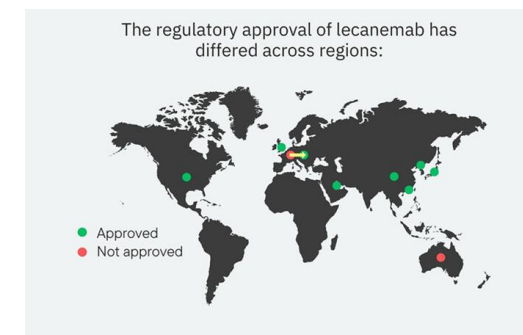 The regulatory approval of lecanemab has
differed across regions:
Approved
Not approved